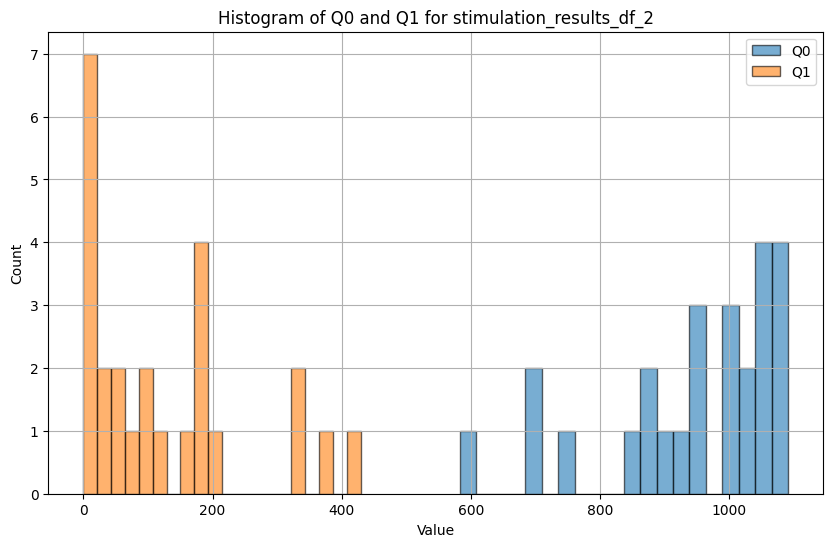 Histogram of Q0 and Q1 for stimulation_results_df_2
Q0
Q1
7
6
5
4
3
2
1
0
Count
0
200
400
600
800
1000
Value